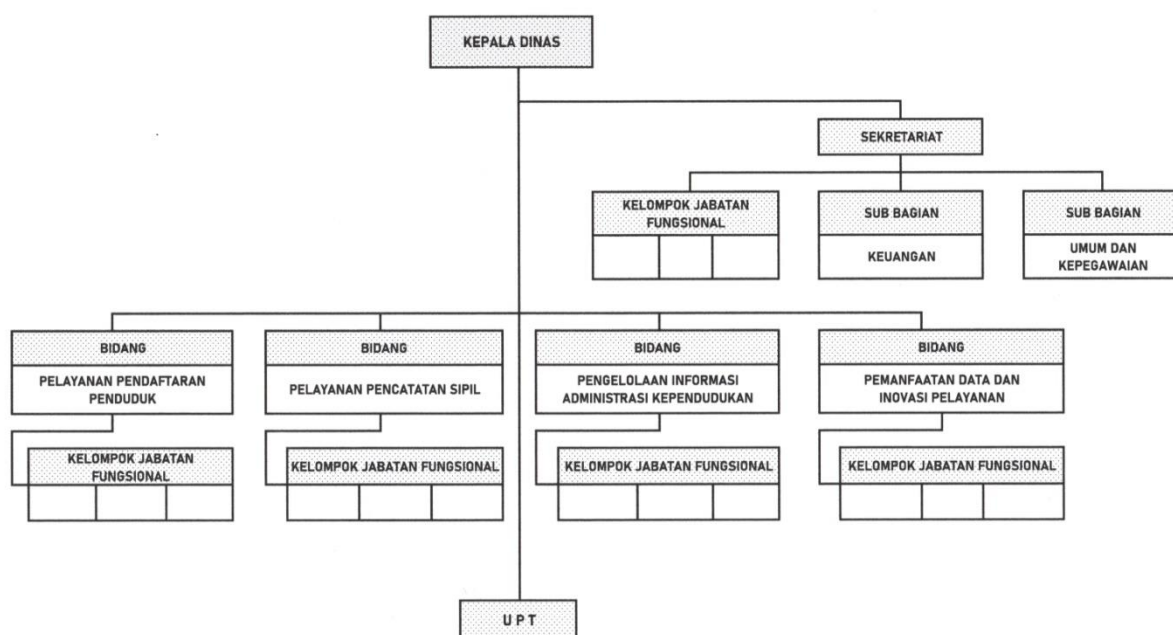 KEPALA DINAS
SEKRETARIAT
KELOMPOK JABATAN
FUNGSIONAL
SUB BAGIAN
KEUANGAN
SUB BAGIAN
UMUM DAN
KEPEGAWAIAN
BIDANG
PELAYANAN PENDAFTARAN
PENDUDUK
BIDANG
PELAYANAN PENCATATAN SIPIL
BIDANG
PENGELOLAAN INFORMASI
ADMINISTRASI KEPENDUDUKAN
BIDANG
PEMANFAATAN DATA DAN
INOVASI PELAYANAN
KELOMPOK JABATAN
FUNGSIONAL
KELOMPOK JABATAN FUNGSIONAL
KELOMPOK JABATAN FUNGSIONAL
KELOMPOK JABATAN FUNGSIONAL
U P T